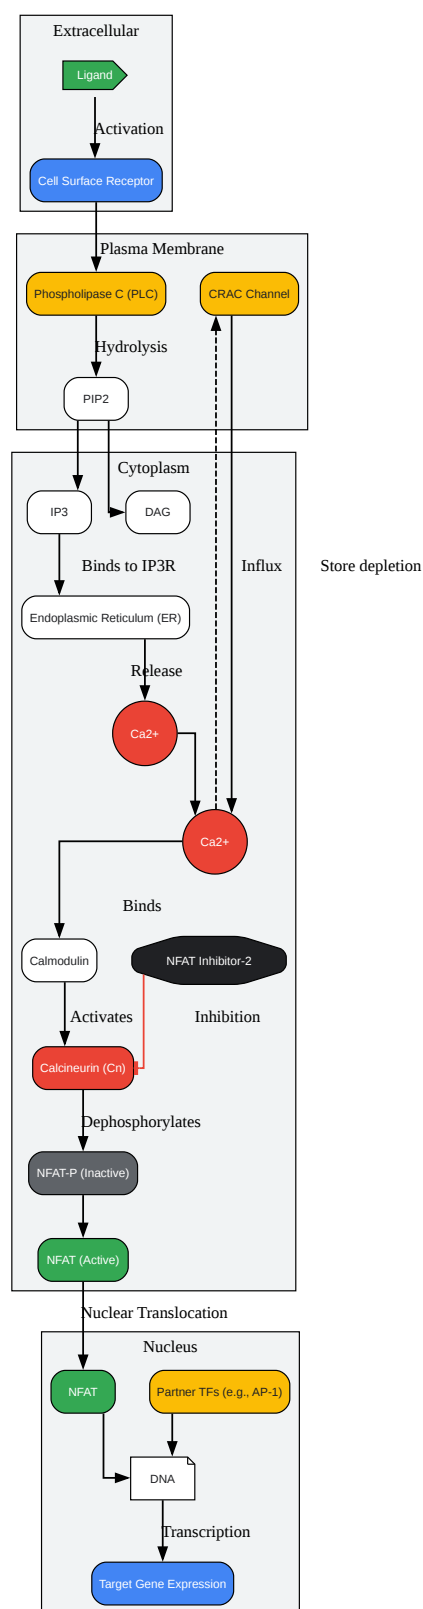 Extracellular
Ligand
Activation
Cell Surface Receptor
Plasma Membrane
Phospholipase C (PLC)
CRAC Channel
Hydrolysis
PIP2
Cytoplasm
IP3
DAG
Binds to IP3R
Influx
Store depletion
Endoplasmic Reticulum (ER)
Release
Ca2+
Ca2+
Binds
Calmodulin
NFAT Inhibitor-2
Activates
Inhibition
Calcineurin (Cn)
Dephosphorylates
NFAT-P (Inactive)
NFAT (Active)
Nuclear Translocation
Nucleus
NFAT
Partner TFs (e.g., AP-1)
DNA
Transcription
Target Gene Expression